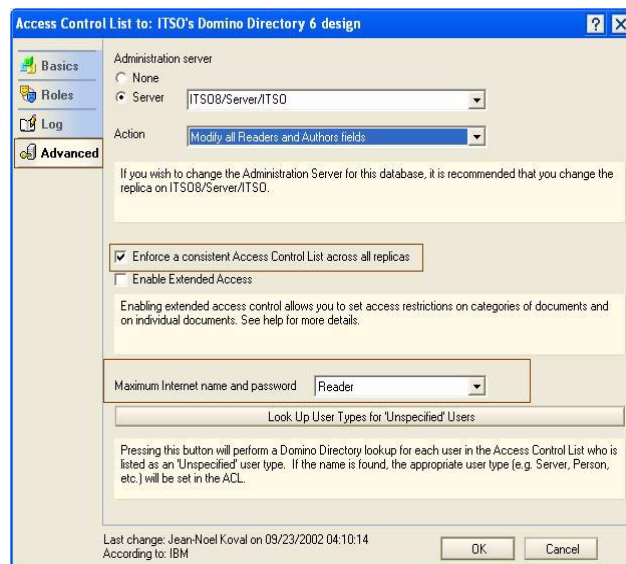 Access Control List to: ITSO's Domino Directory 6 design
Basics
Roles
Log
Advanced
Administration server
None
Server ITSO8/Server/ITSO
Action Modify all Readers and Authors fields
If you wish to change the Administration Server for this database, it is recommended that you change the
replica on ITSO8/Server/ITSO.
Enforce a consistent Access Control List across all replicas
Enable Extended Access
Enabling extended access control allows you to set access restrictions on categories of documents and
on individual documents. See help for more details.
Maximum Internet name and password Reader
Look Up User Types for 'Unspecified' Users
Pressing this button will perform a Domino Directory lookup for each user in the Access Control List who is
listed as an 'Unspecified' user type. If the name is found, the appropriate user type (e.g. Server, Person,
etc.) will be set in the ACL.
Last change: Jean-Noel Koval on 09/23/2002 04:10:14
According to: IBM
OK
Cancel